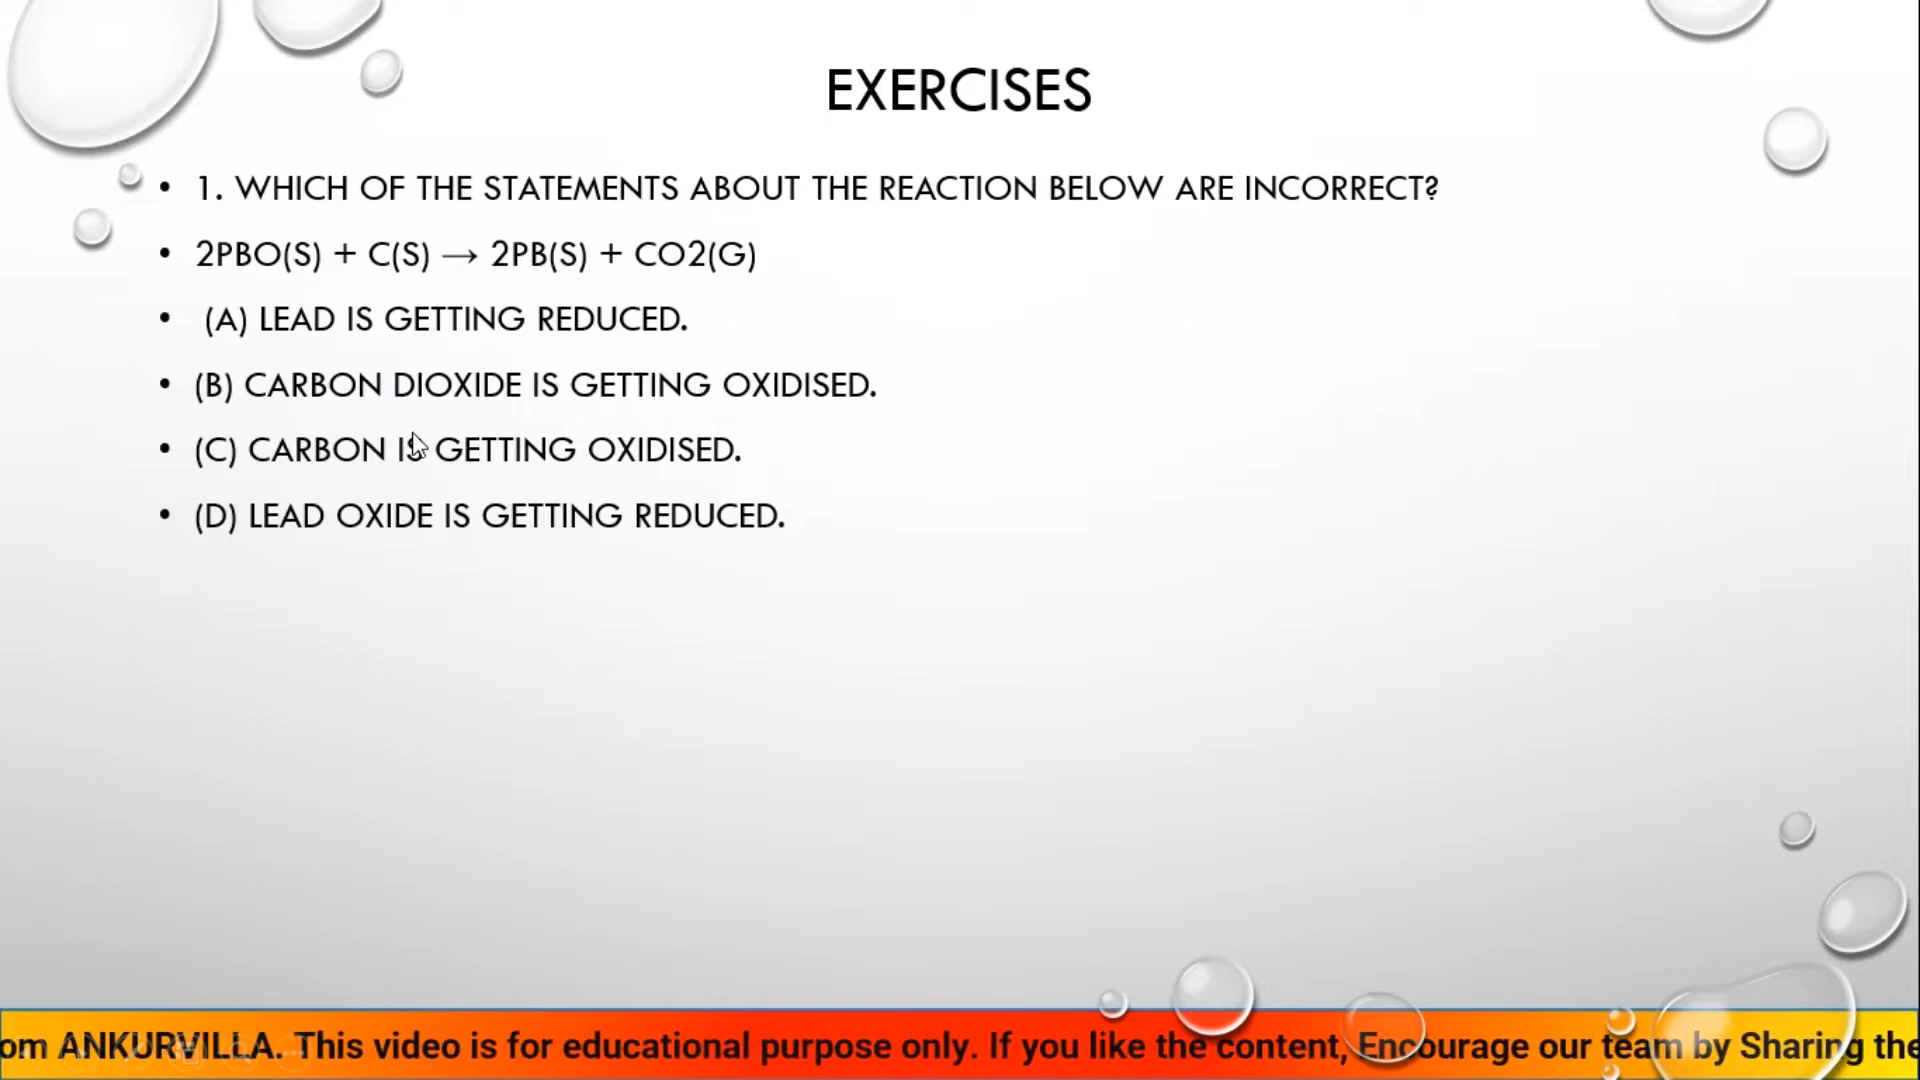 EXERCISES
• 1. WHICH OF THE STATEMENTS ABOUT THE REACTION BELOW ARE INCORRECT?
• 2PBO(S) + C(S) → 2PB(S) + CO2(G)
• (A) LEAD IS GETTING REDUCED.
• (B) CARBON DIOXIDE IS GETTING OXIDISED.
• (C) CARBON IS GETTING OXIDISED.
• (D) LEAD OXIDE IS GETTING REDUCED.
om ANKURVILLA. This video is for educational purpose only. If you like the content, Encourage our team by Sharing the